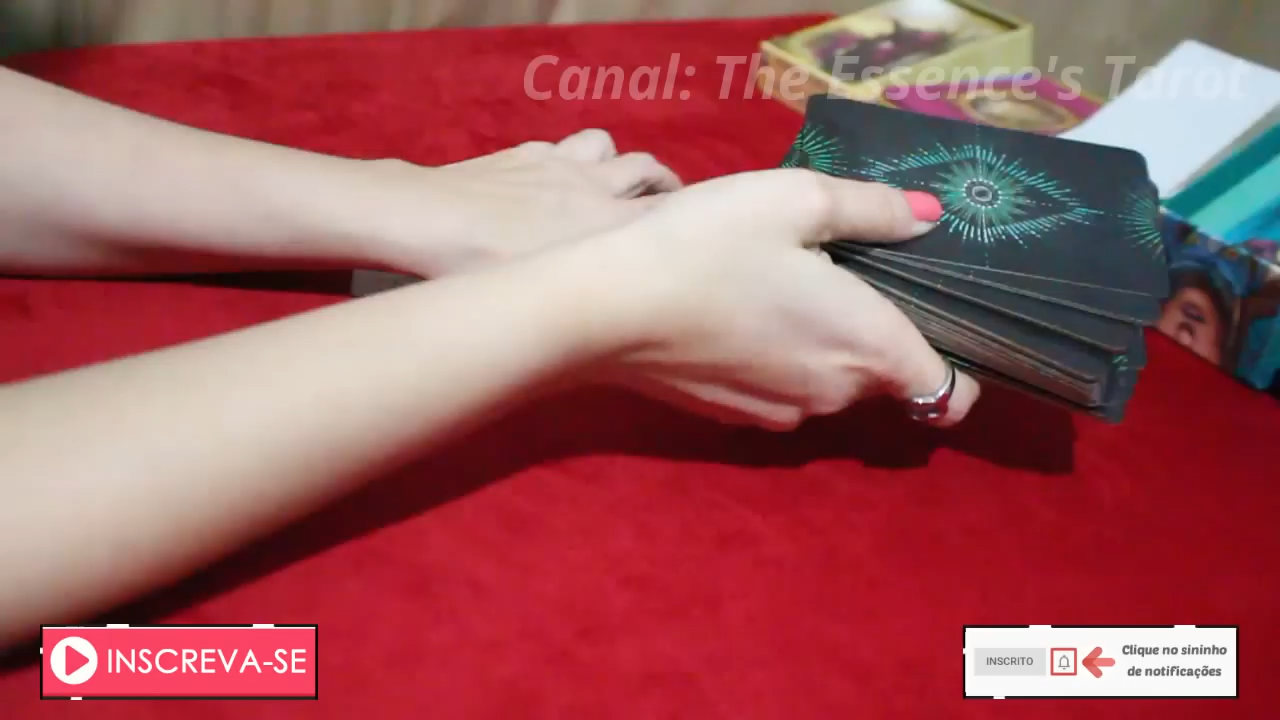 Canal: The Essence's Tarot
INSCREVA-SE
INSCRITO
Clique no sininho
de notificações